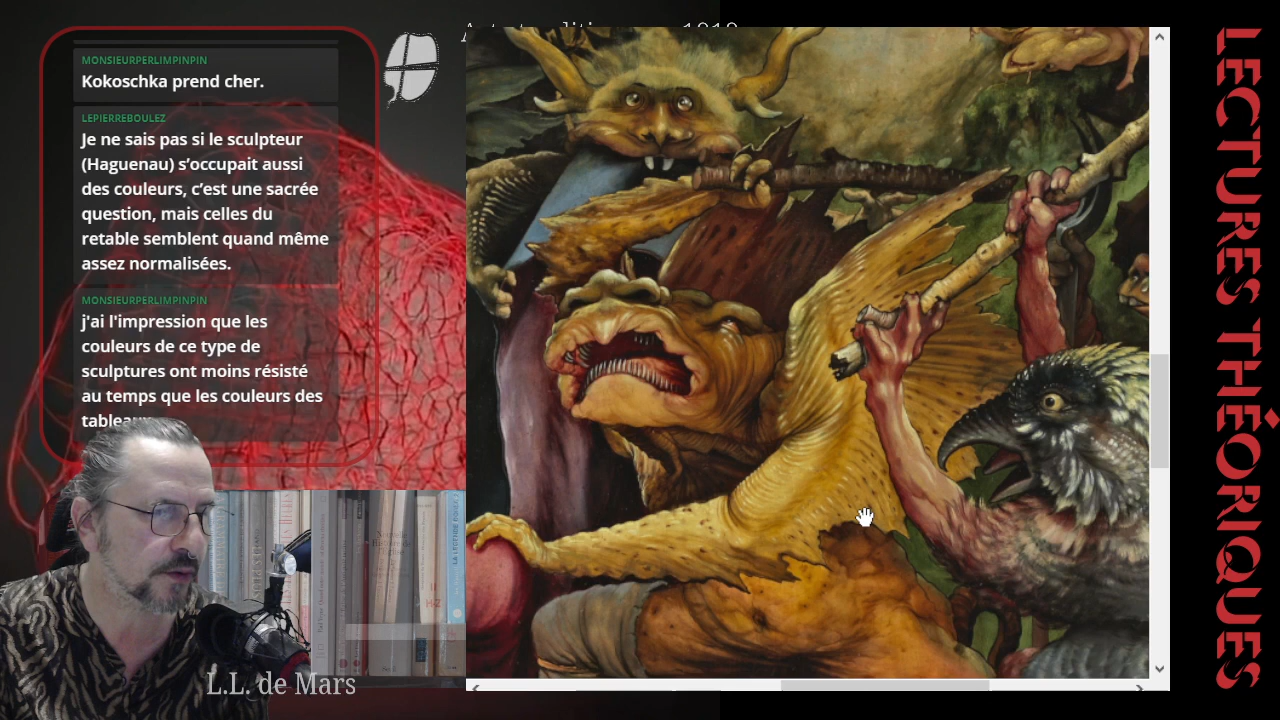 MONSIEURPERLIMPINPIN
Kokoschka prend cher.
LEPIERREBOULEZ
Je ne sais pas si le sculpteur
(Haguenau) s’occupait aussi
des couleurs, c’est une sacrée
question, mais celles du
retable semblent quand même
assez normalisées.
MONSIEURPERLIMPINPIN
j'ai l'impression que les
couleurs de ce type de
sculptures ont moins résisté
au temps que les couleurs des
L.L. de Mars
LECTURES THÉORIQUES